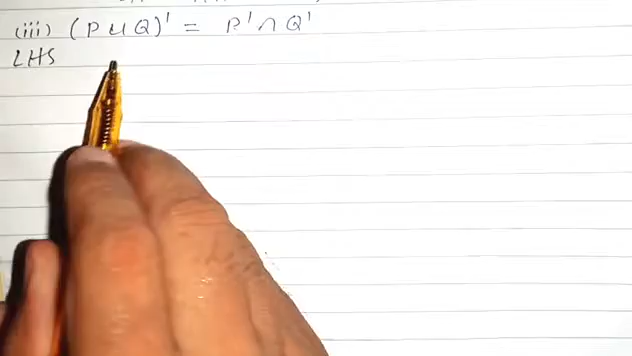 (iii) (P ∪ Q)' = P' ∩ Q'
LHS